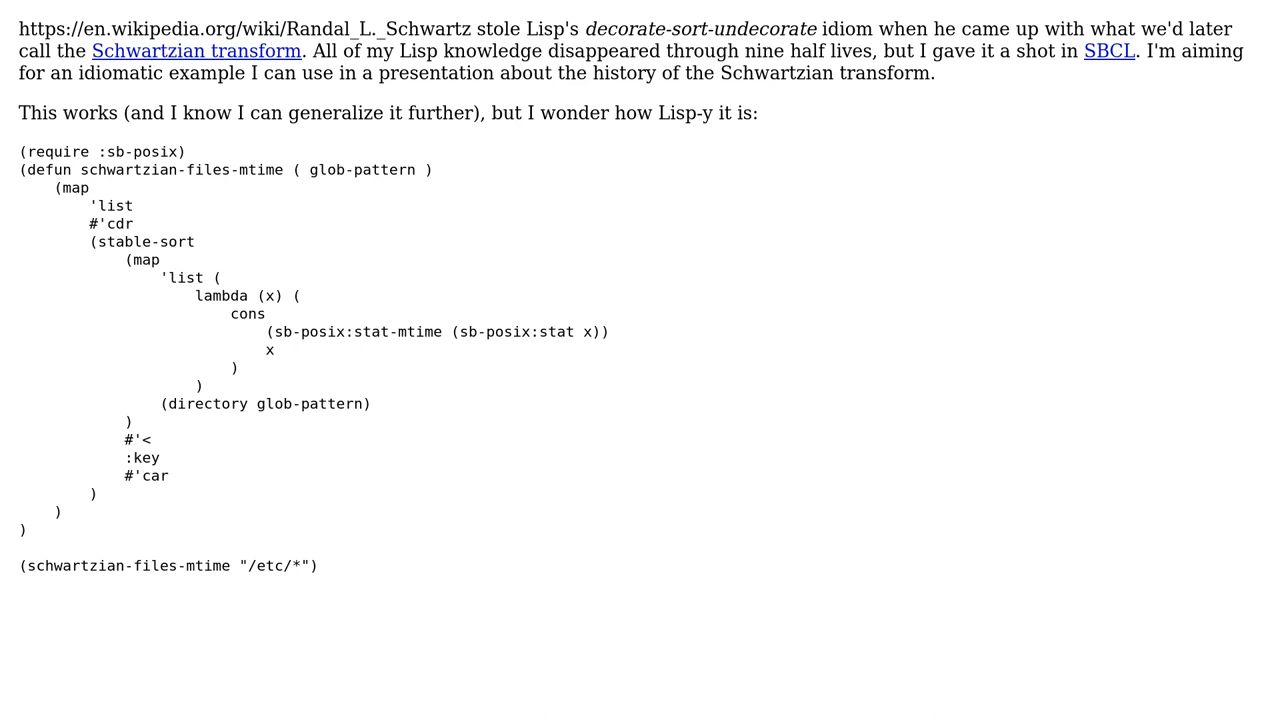 https://en.wikipedia.org/wiki/Randal_L._Schwartz stole Lisp's decorate-sort-undecorate idiom when he came up with what we'd later
call the Schwartzian transform. All of my Lisp knowledge disappeared through nine half lives, but I gave it a shot in SBCL. I'm aiming
for an idiomatic example I can use in a presentation about the history of the Schwartzian transform.
This works (and I know I can generalize it further), but I wonder how Lisp-y it is:
(require :sb-posix)
(defun schwartzian-files-mtime ( glob-pattern )
    (map
        'list
        #'cdr
        (stable-sort
            (map
                'list (
                    lambda (x) (
                        cons
                            (sb-posix:stat-mtime (sb-posix:stat x))
                            x
                        )
                    )
                (directory glob-pattern)
            )
            #'<
            :key
            #'car
        )
    )
)
(schwartzian-files-mtime "/etc/*")